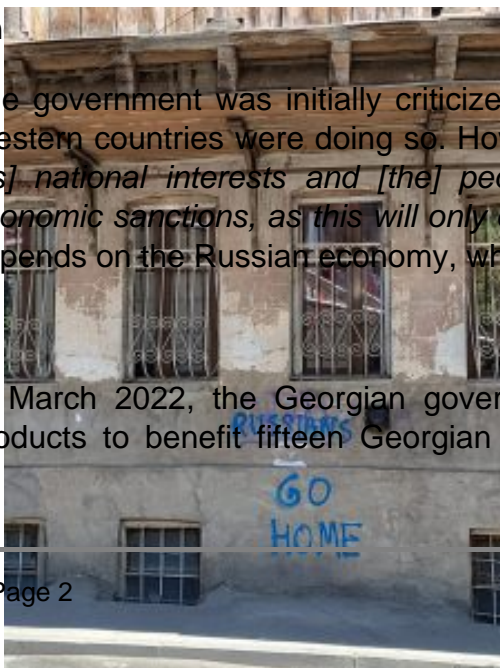 e government was initially criticize
estern countries were doing so. Ho
s] national interests and [the] peo
onomic sanctions, as this will only
pends on the Russian economy, wh
March 2022, the Georgian gover
RUSSIANS
oducts to benefit fifteen Georgian
GO
HOME
Page 2